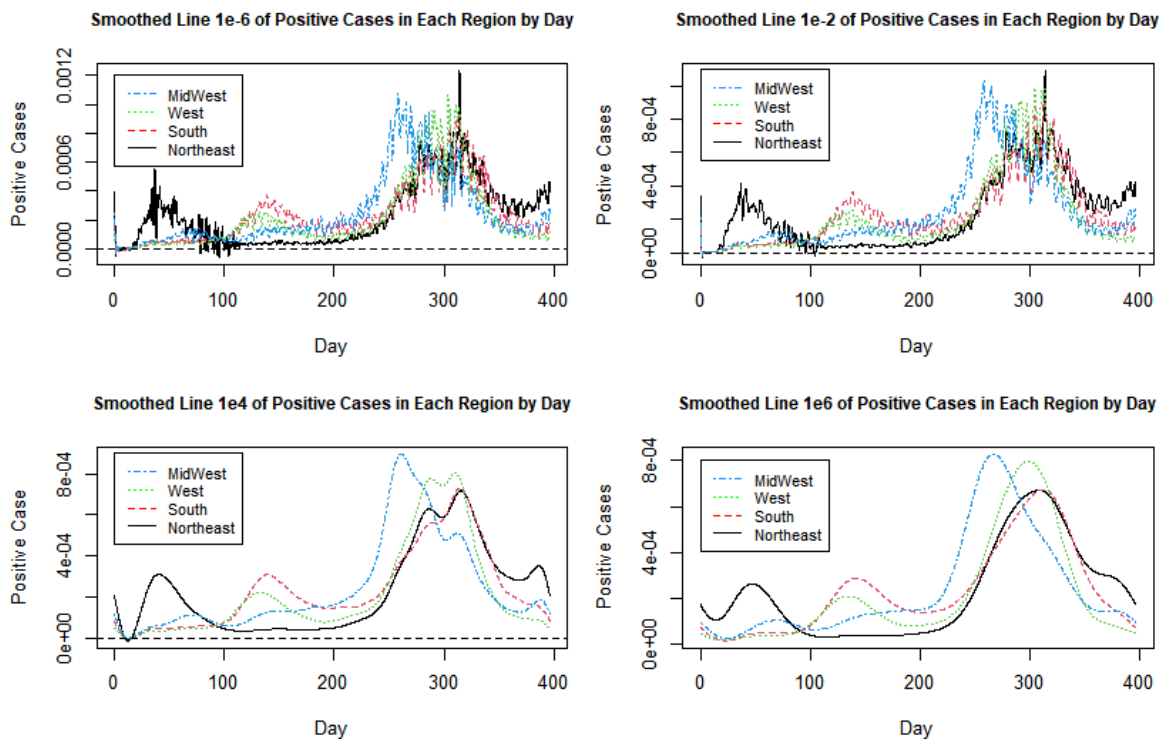 Smoothed Line 1e-6 of Positive Cases in Each Region by Day
Positive Cases
0.0000 0.0006 0.0012
MidWest
West
South
Northeast
0 100 200 300 400
Day
Smoothed Line 1e-2 of Positive Cases in Each Region by Day
Positive Cases
0e+00 4e-04 8e-04
MidWest
West
South
Northeast
0 100 200 300 400
Day
Smoothed Line 1e4 of Positive Cases in Each Region by Day
Positive Case
0e+00 4e-04 8e-04
MidWest
West
South
Northeast
0 100 200 300 400
Day
Smoothed Line 1e6 of Positive Cases in Each Region by Day
Positive Cases
0e+00 4e-04 8e-04
MidWest
West
South
Northeast
0 100 200 300 400
Day